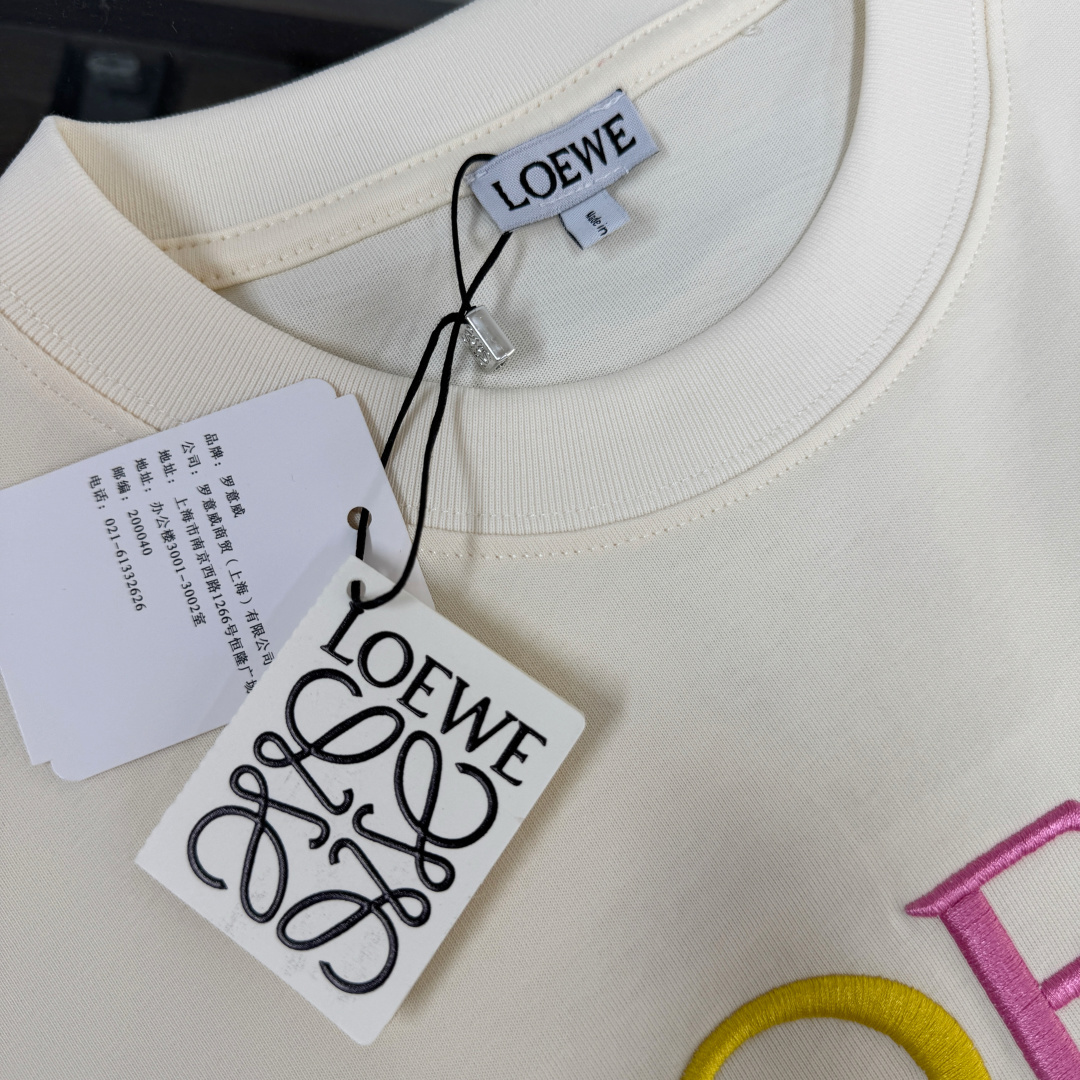 LOEWE
Made in
品牌：罗意威
公司：罗意威商贸（上海）有限公司
地址：上海市南京西路1266号恒隆广场
地址：办公楼3001-3002室
邮编：200040
电话：021-61332626
LOEWE
OE